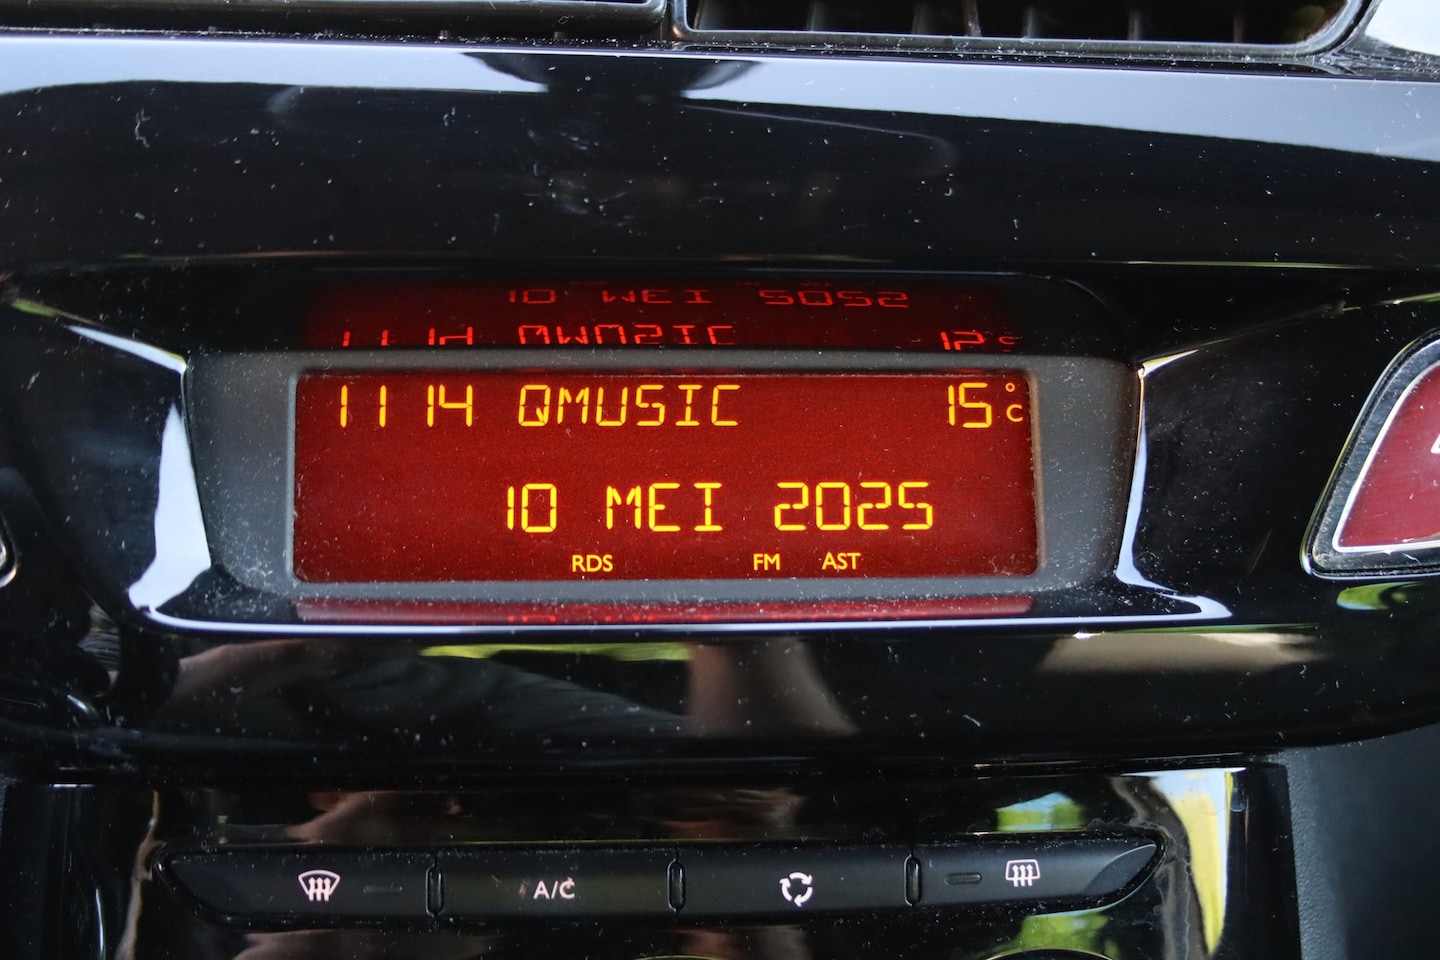 11 14 QMUSIC 15°C
10 MEI 2025
RDS FM AST
A/C